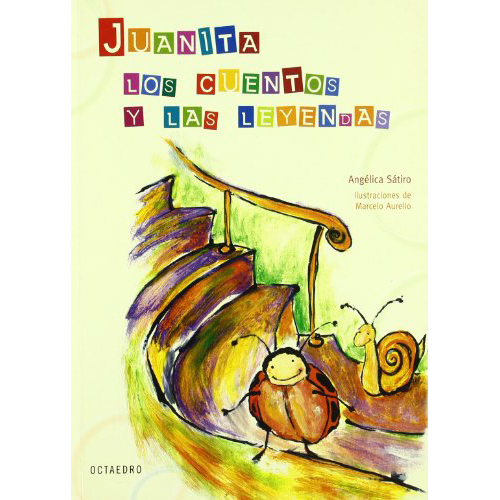 JUANITA
LOS CUENTOS
Y LAS LEYENDAS
Angélica Sátiro
Ilustraciones de
Marcelo Aurelio
OCTAEDRO